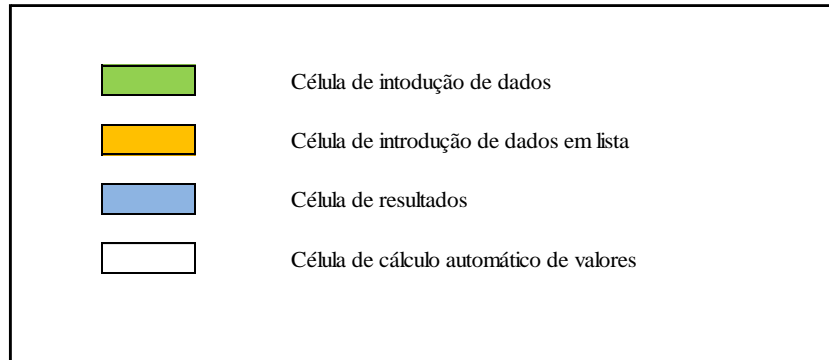 Célula de intodução de dados
Célula de introdução de dados em lista
Célula de resultados
Célula de cálculo automático de valores